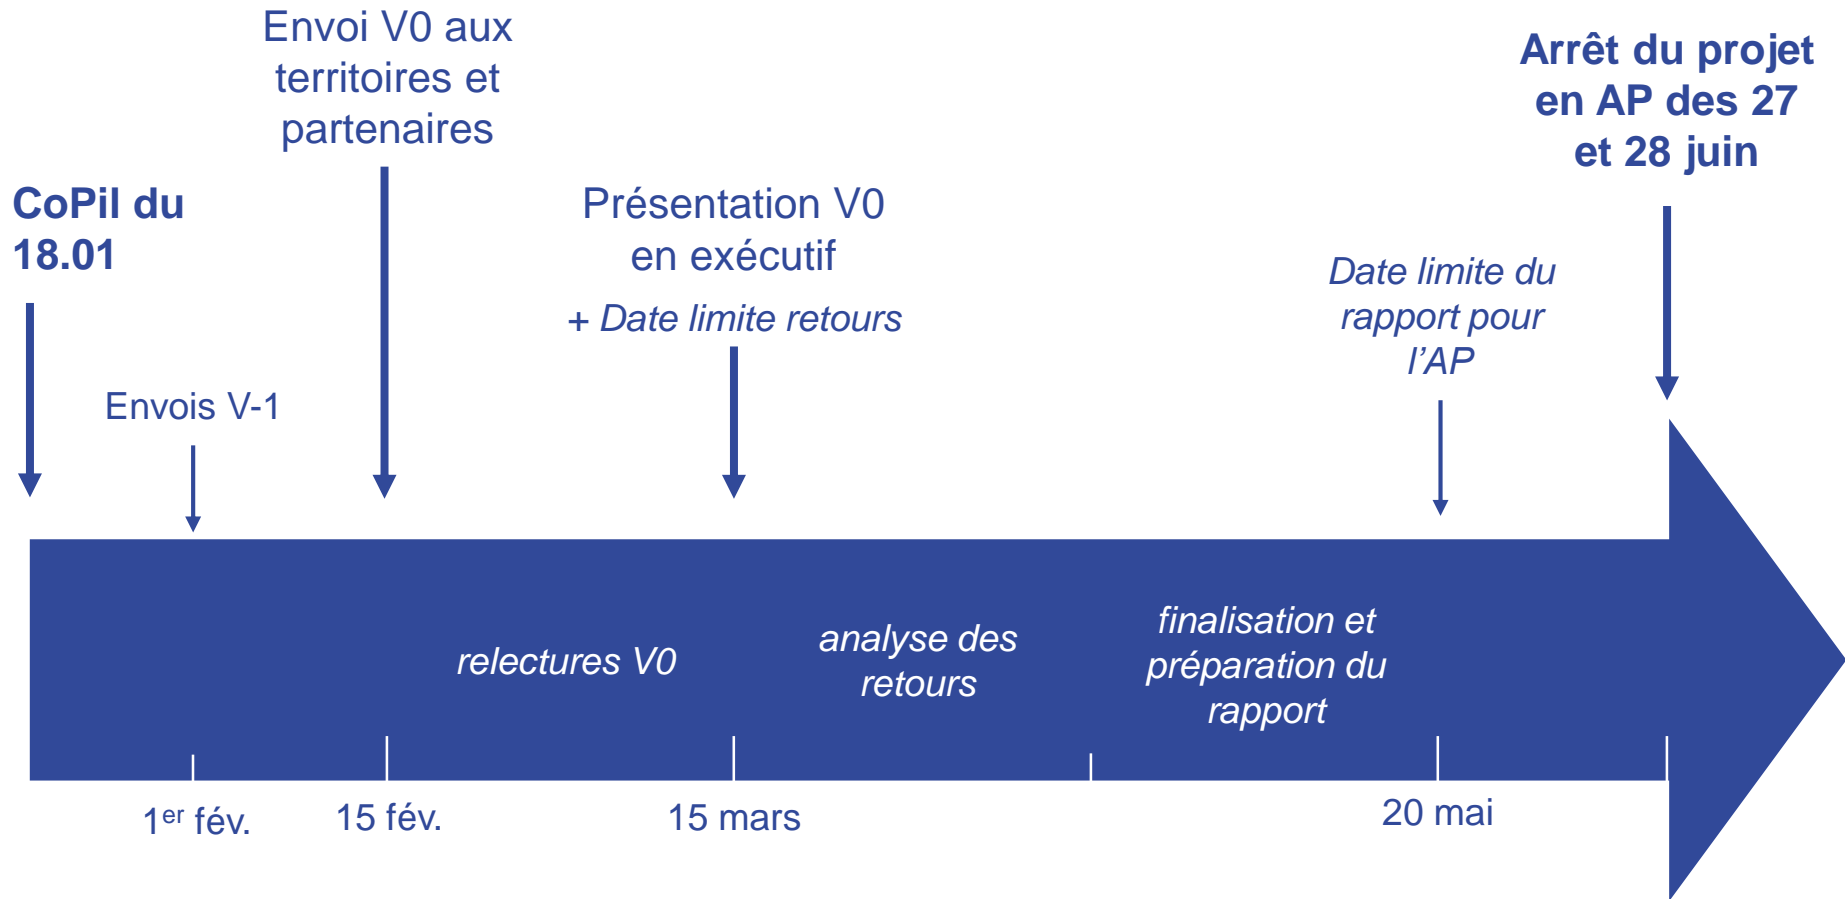 Envoi V0 aux
territoires et
partenaires
Arrêt du projet
en AP des 27
et 28 juin
CoPil du
18.01
Présentation V0
en exécutif
+ Date limite retours
Date limite du
rapport pour
l’AP
Envois V-1
relectures V0
analyse des
retours
finalisation et
préparation du
rapport
1er fév.
15 fév.
15 mars
20 mai